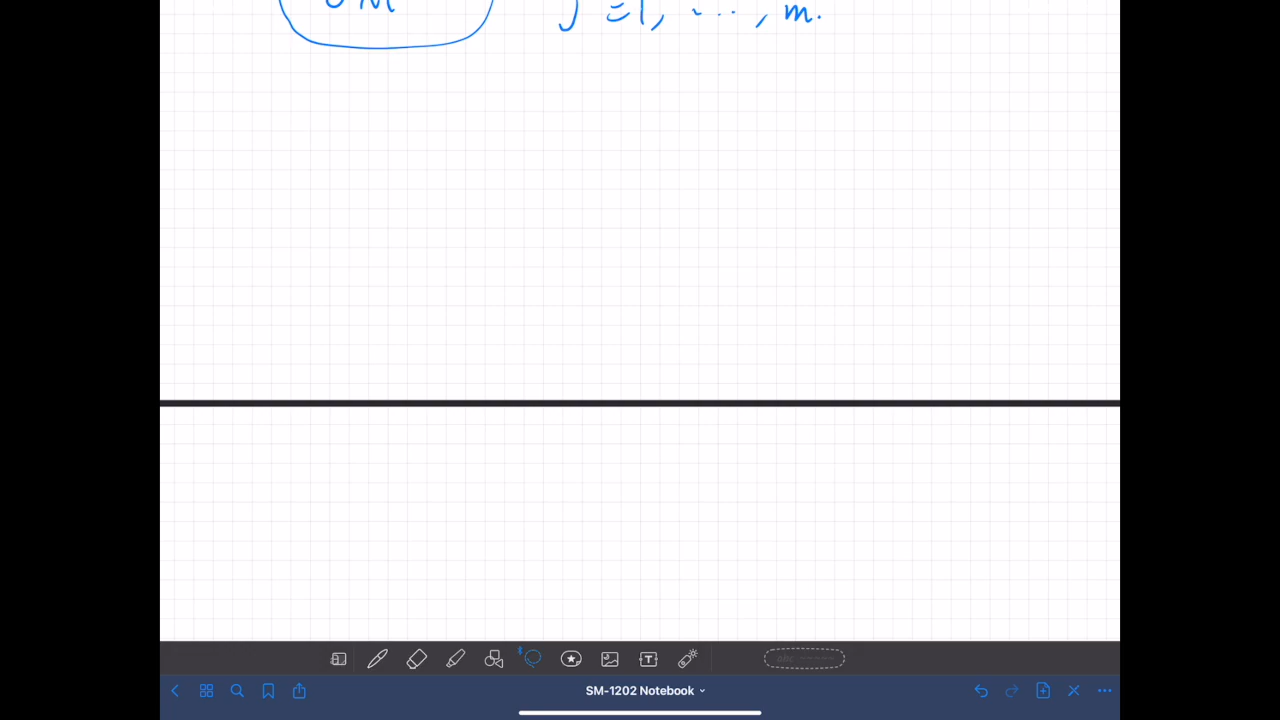 j = 1, ..., m.
SM-1202 Notebook